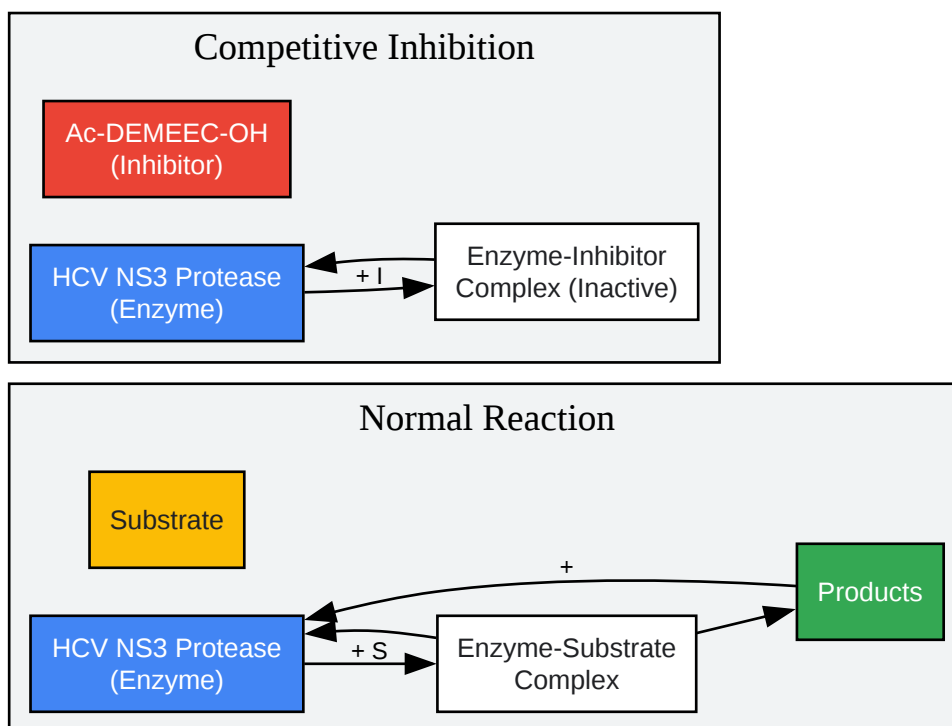 Competitive Inhibition
Ac-DEMEEC-OH
(Inhibitor)
HCV NS3 Protease
(Enzyme)
+ I
Enzyme-Inhibitor
Complex (Inactive)
Normal Reaction
Substrate
+
Products
HCV NS3 Protease
(Enzyme)
+ S
Enzyme-Substrate
Complex